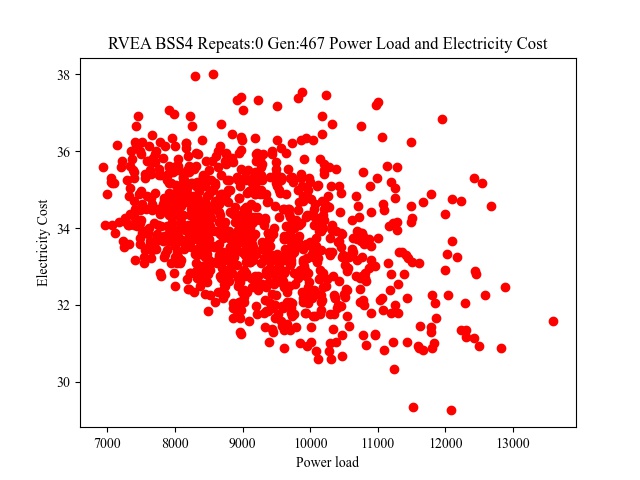 RVEA BSS4 Repeats:0 Gen:467 Power Load and Electricity Cost
38
36
34
32
30
Electricity Cost
7000 8000 9000 10000 11000 12000 13000
Power load